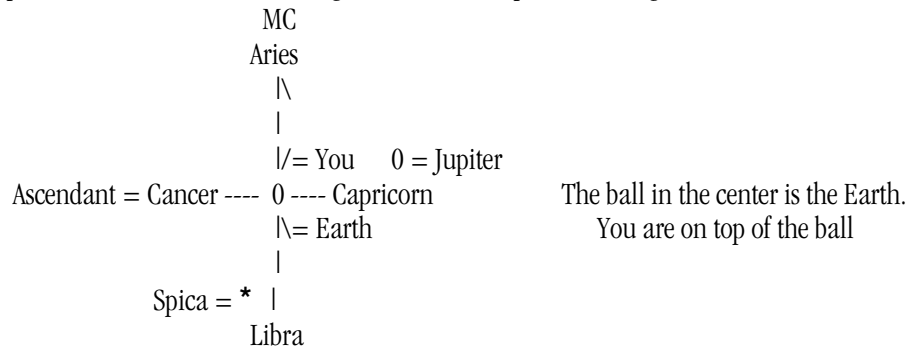 MC
Aries
|\
|
|/= You 0 = Jupiter
Ascendant = Cancer ---- 0 ---- Capricorn The ball in the center is the Earth.
|\= Earth You are on top of the ball
|
Spica = * |
Libra